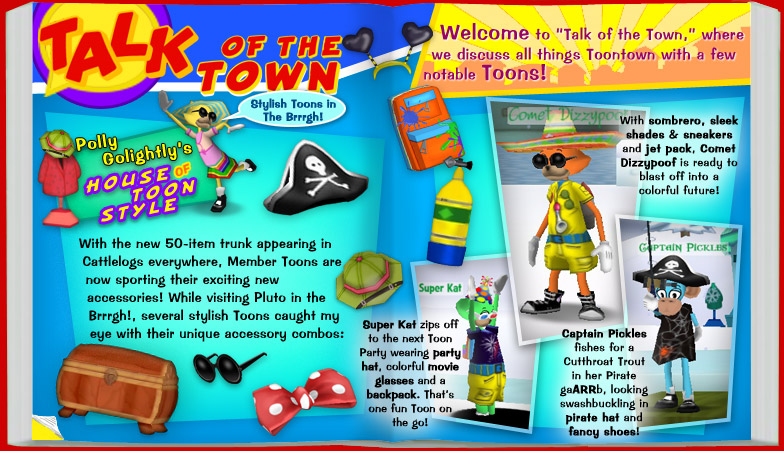 TALK
OF THE
TOWN
Stylish Toons in
The Brrrgh!
Polly
Golightly's
HOUSE OF
TOON
STYLE
With the new 50-item trunk appearing in
Cattlelogs everywhere, Member Toons are
now sporting their exciting new
accessories! While visiting Pluto in the
Brrrgh!, several stylish Toons caught my
eye with their unique accessory combos:
Welcome to "Talk of the Town," where
we discuss all things Toontown with a few
notable Toons!
Comet Dizzypoof
With sombrero, sleek
shades & sneakers
and jet pack, Comet
Dizzypoof is ready to
blast off into a
colorful future!
Super Kat
Super Kat zips off
to the next Toon
Party wearing party
hat, colorful movie
glasses and a
backpack. That's
one fun Toon on
the go!
Captain Pickles
Captain Pickles
fishes for a
Cutthroat Trout
in her Pirate
gaARRb, looking
swashbuckling in
pirate hat and
fancy shoes!